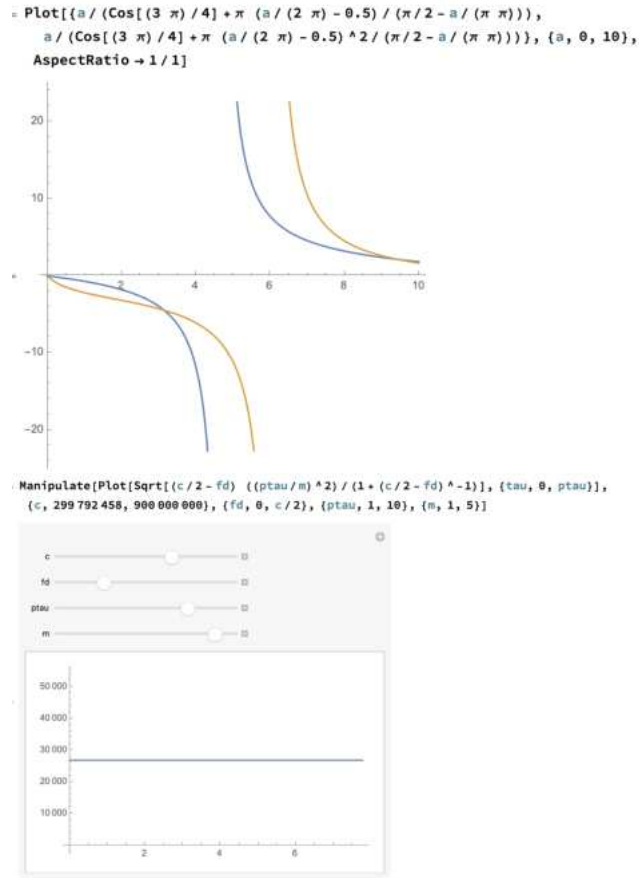 Plot[{a / (Cos[(3 π) / 4] + π (a / (2 π) - 0.5) / (π/2 - a / (π π))),
a / (Cos[(3 π) / 4] + π (a / (2 π) - 0.5) ^ 2 / (π/2 - a / (π π)))}, {a, 0, 10},
AspectRatio → 1 / 1]
20
10
2 4 6 8 10
-10
-20
Manipulate[Plot[Sqrt[(c / 2 - fd) ((ptau / m) ^ 2) / (1 + (c / 2 - fd) ^ -1)], {tau, 0, ptau}],
{c, 299 792 458, 900 000 000}, {fd, 0, c / 2}, {ptau, 1, 10}, {m, 1, 5}]
c
fd
ptau
m
50 000
40 000
30 000
20 000
10 000
2 4 6